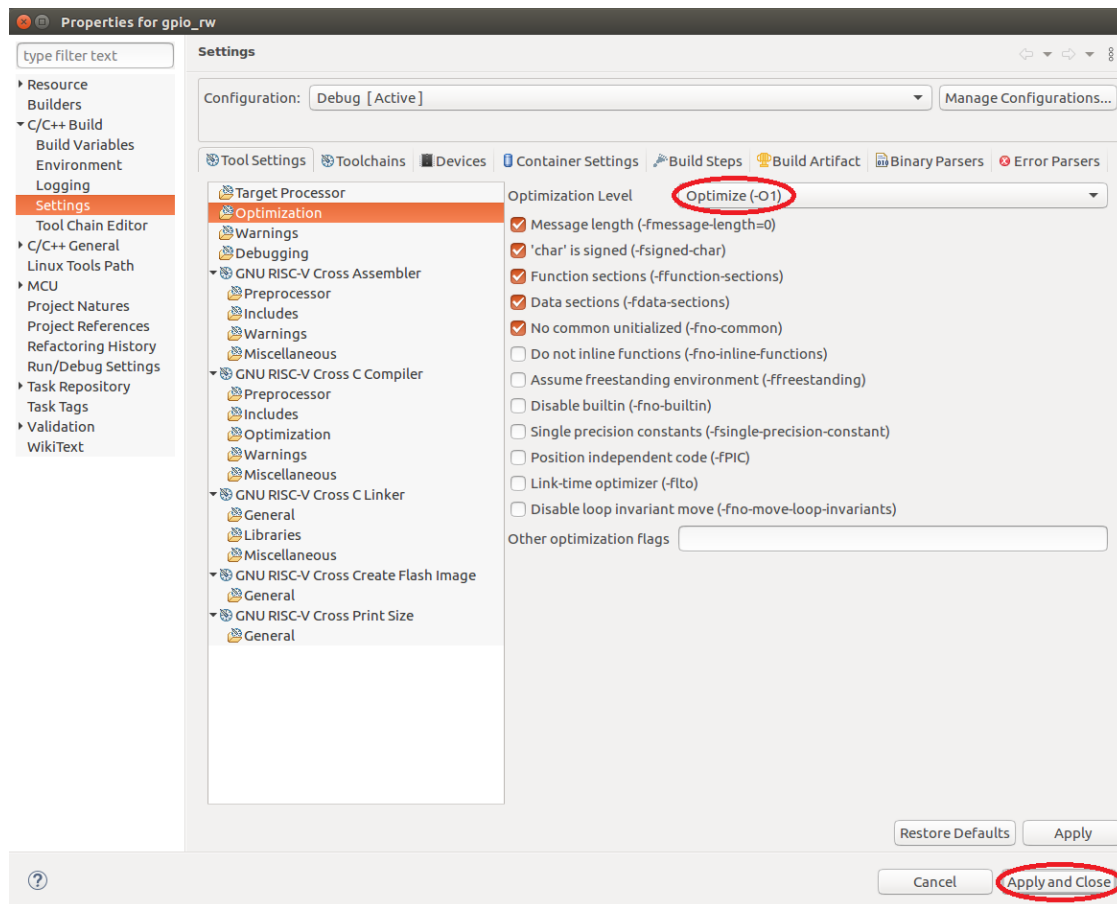 Properties for gpio_rw
type filter text
Resource
Builders
C/C++ Build
Build Variables
Environment
Logging
Settings
Tool Chain Editor
C/C++ General
Linux Tools Path
MCU
Project Natures
Project References
Refactoring History
Run/Debug Settings
Task Repository
Task Tags
Validation
WikiText
Settings
Configuration: Debug [Active] Manage Configurations...
Tool Settings Toolchains Devices Container Settings Build Steps Build Artifact Binary Parsers Error Parsers
Target Processor
Optimization
Warnings
Debugging
GNU RISC-V Cross Assembler
Preprocessor
Includes
Warnings
Miscellaneous
GNU RISC-V Cross C Compiler
Preprocessor
Includes
Optimization
Warnings
Miscellaneous
GNU RISC-V Cross C Linker
General
Libraries
Miscellaneous
GNU RISC-V Cross Create Flash Image
General
GNU RISC-V Cross Print Size
General
Optimization Level Optimize (-O1)
Message length (-fmessage-length=0)
'char' is signed (-fsigned-char)
Function sections (-ffunction-sections)
Data sections (-fdata-sections)
No common unitialized (-fno-common)
Do not inline functions (-fno-inline-functions)
Assume freestanding environment (-ffreestanding)
Disable builtin (-fno-builtin)
Single precision constants (-fsingle-precision-constant)
Position independent code (-fPIC)
Link-time optimizer (-flto)
Disable loop invariant move (-fno-move-loop-invariants)
Other optimization flags
Restore Defaults Apply
? Cancel Apply and Close